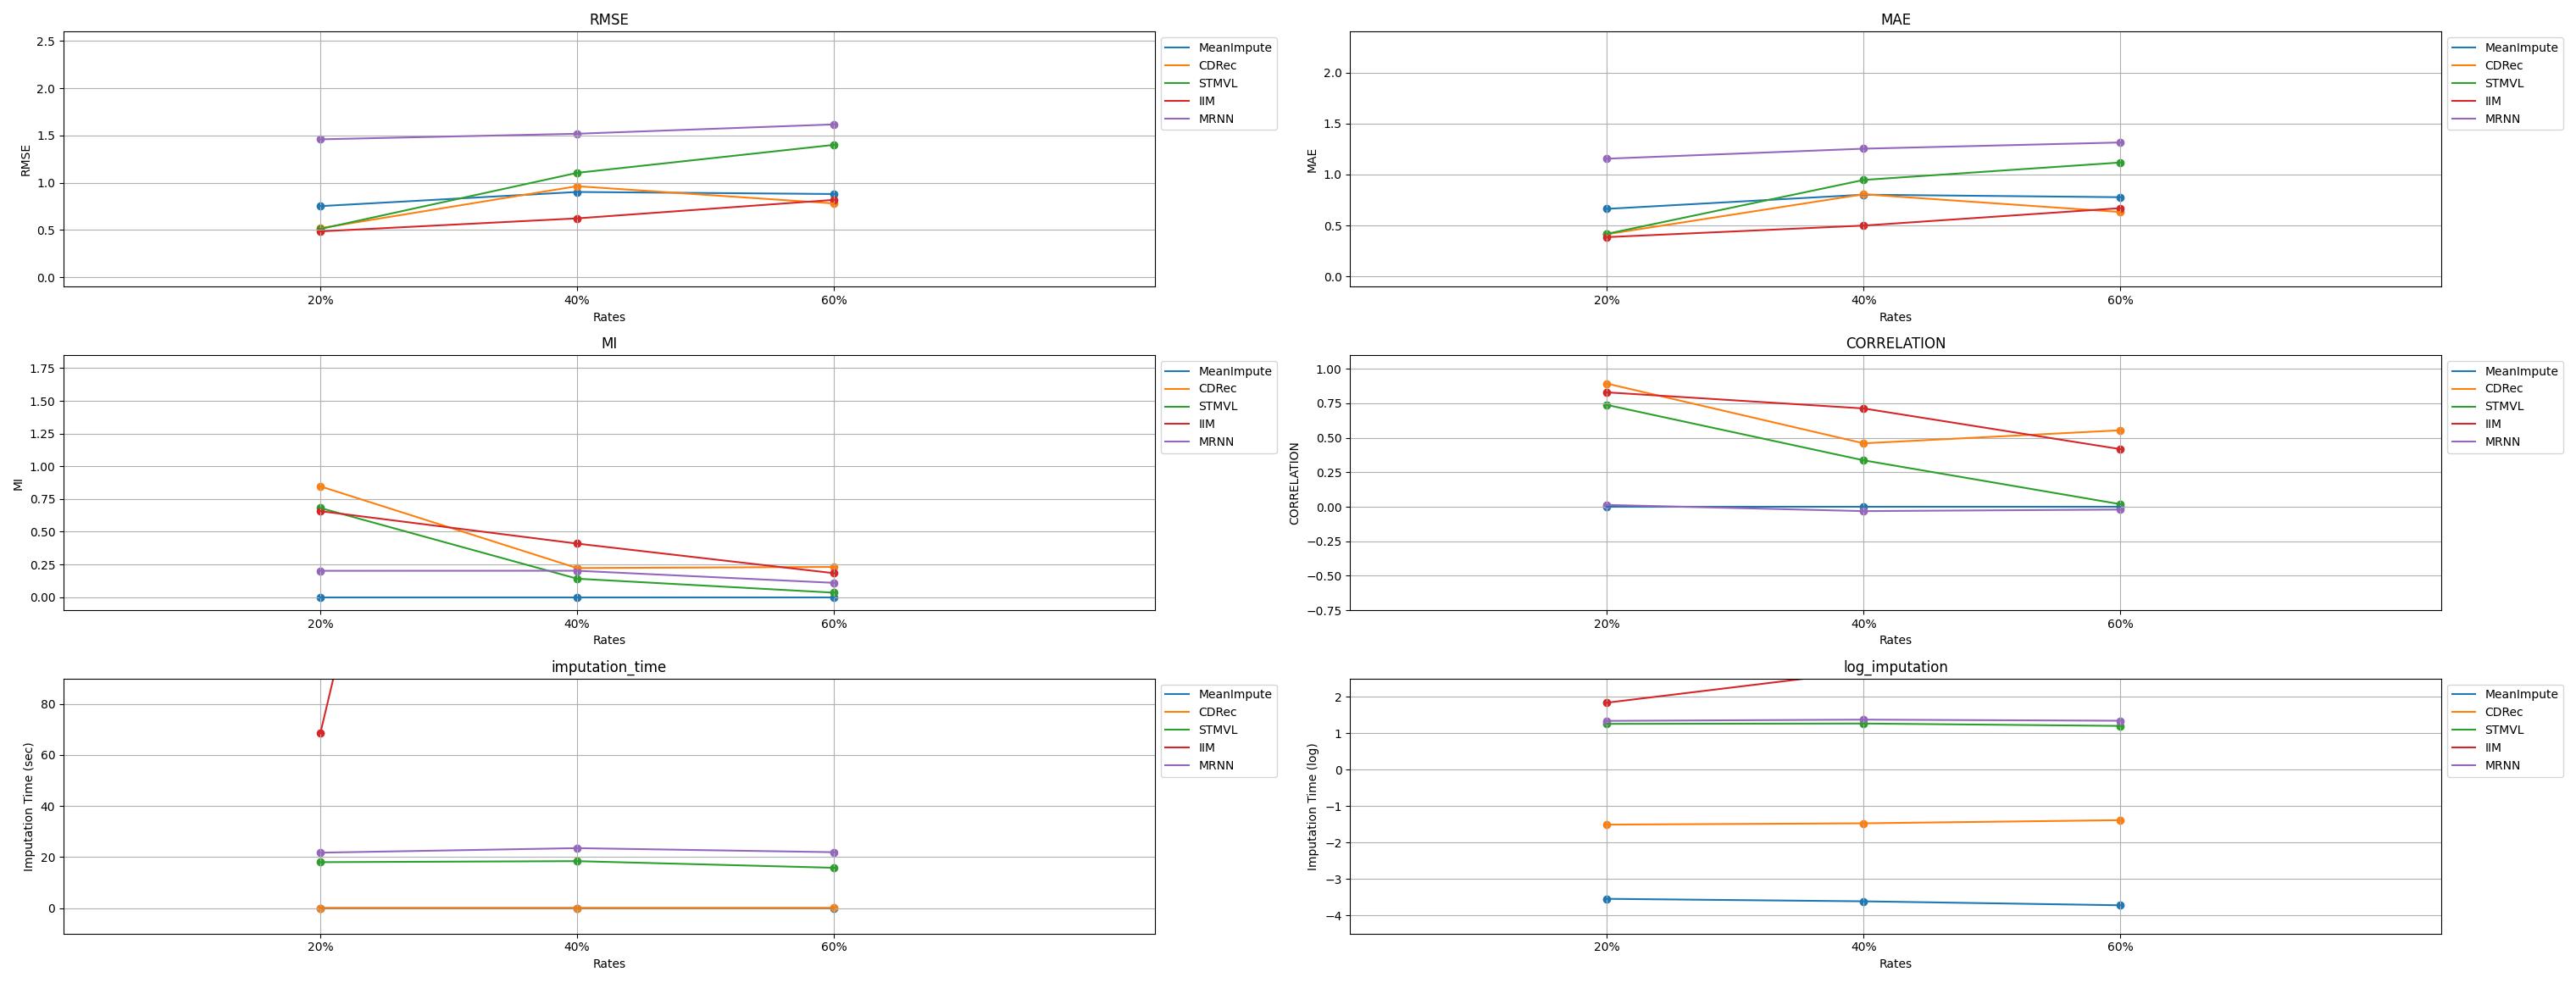 RMSE
2.5
2.0
1.5
1.0
0.5
0.0
RMSE
20%
40%
60%
Rates
MeanImpute
CDRec
STMVL
IIM
MRNN
MAE
2.0
1.5
1.0
0.5
0.0
MAE
20%
40%
60%
Rates
MeanImpute
CDRec
STMVL
IIM
MRNN
MI
1.75
1.50
1.25
1.00
0.75
0.50
0.25
0.00
MI
20%
40%
60%
Rates
MeanImpute
CDRec
STMVL
IIM
MRNN
CORRELATION
1.00
0.75
0.50
0.25
0.00
−0.25
−0.50
−0.75
CORRELATION
20%
40%
60%
Rates
MeanImpute
CDRec
STMVL
IIM
MRNN
imputation_time
80
60
40
20
0
Imputation Time (sec)
20%
40%
60%
Rates
MeanImpute
CDRec
STMVL
IIM
MRNN
log_imputation
2
1
0
−1
−2
−3
−4
Imputation Time (log)
20%
40%
60%
Rates
MeanImpute
CDRec
STMVL
IIM
MRNN